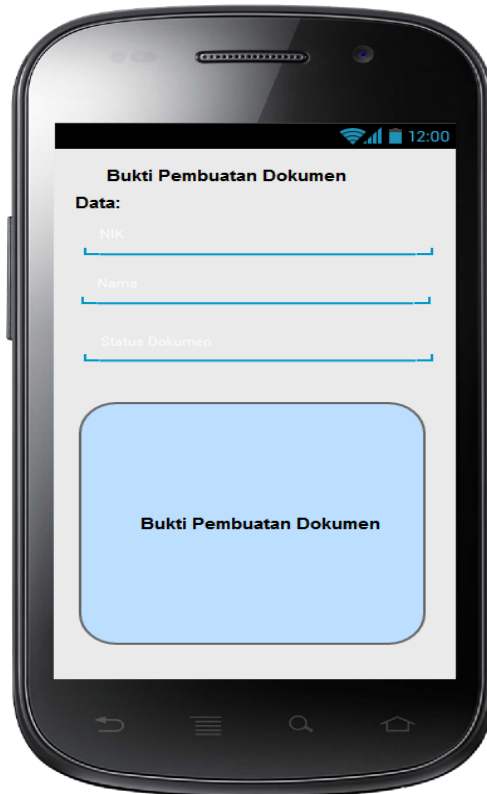 12:00
Bukti Pembuatan Dokumen
Data:
NIK
Nama
Status Dokumen
Bukti Pembuatan Dokumen